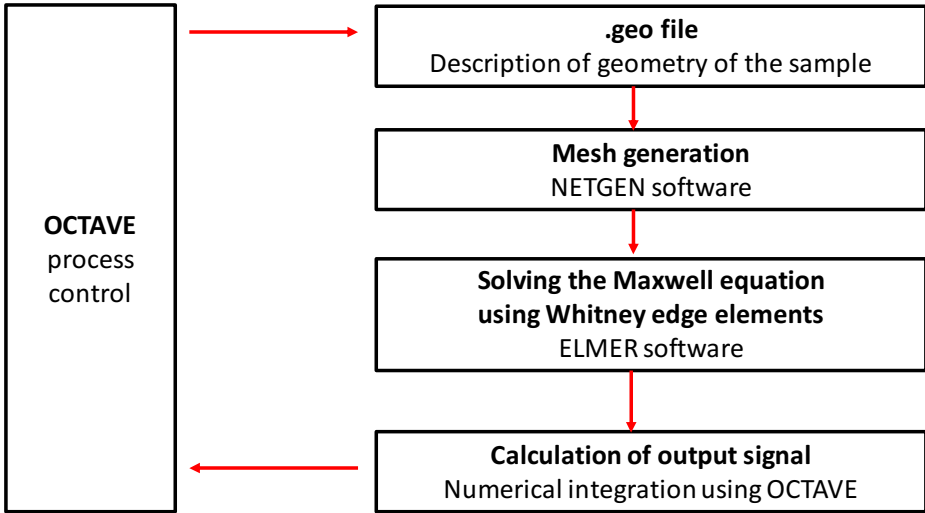 OCTAVE
process
control
.geo file
Description of geometry of the sample
Mesh generation
NETGEN software
Solving the Maxwell equation
using Whitney edge elements
ELMER software
Calculation of output signal
Numerical integration using OCTAVE